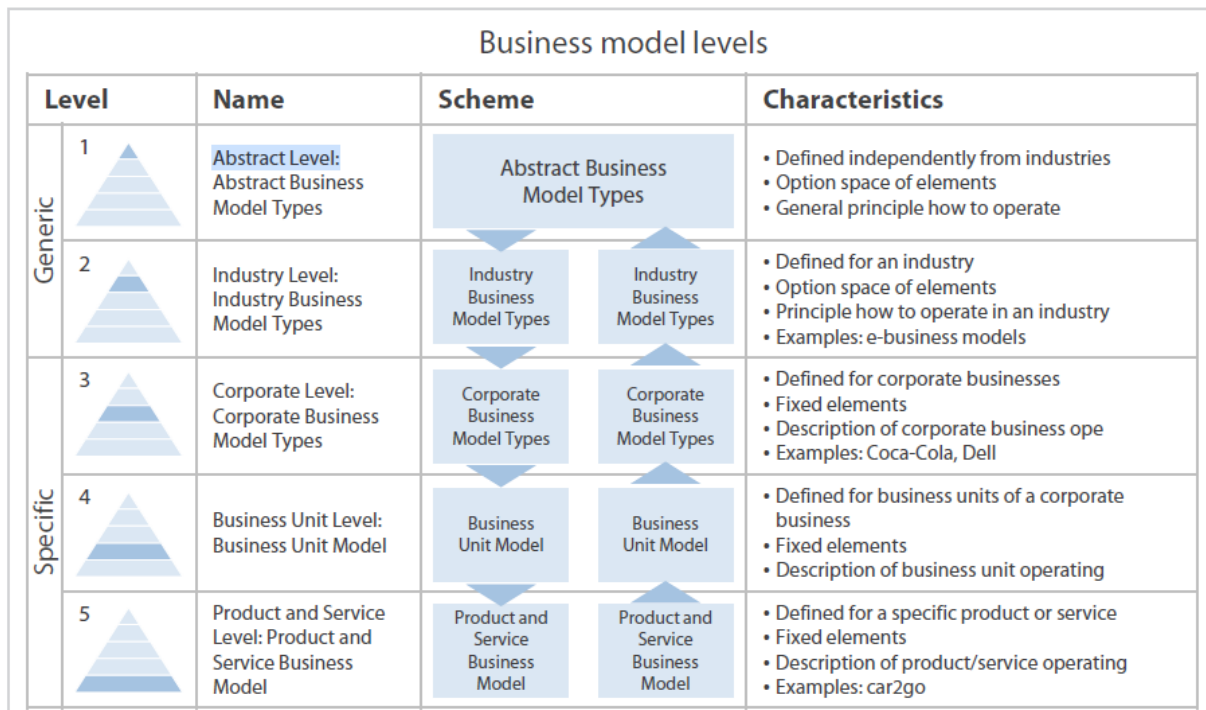 Business model levels
Level
Name
Scheme
Characteristics
Generic
1
Abstract Level:
Abstract Business
Model Types
Abstract Business
Model Types
• Defined independently from industries
• Option space of elements
• General principle how to operate
2
Industry Level:
Industry Business
Model Types
Industry
Business
Model Types
Industry
Business
Model Types
• Defined for an industry
• Option space of elements
• Principle how to operate in an industry
• Examples: e-business models
Specific
3
Corporate Level:
Corporate Business
Model Types
Corporate
Business
Model Types
Corporate
Business
Model Types
• Defined for corporate businesses
• Fixed elements
• Description of corporate business ope
• Examples: Coca-Cola, Dell
4
Business Unit Level:
Business Unit Model
Business
Unit Model
Business
Unit Model
• Defined for business units of a corporate
business
• Fixed elements
• Description of business unit operating
5
Product and Service
Level: Product and
Service Business
Model
Product and
Service
Business
Model
Product and
Service
Business
Model
• Defined for a specific product or service
• Fixed elements
• Description of product/service operating
• Examples: car2go